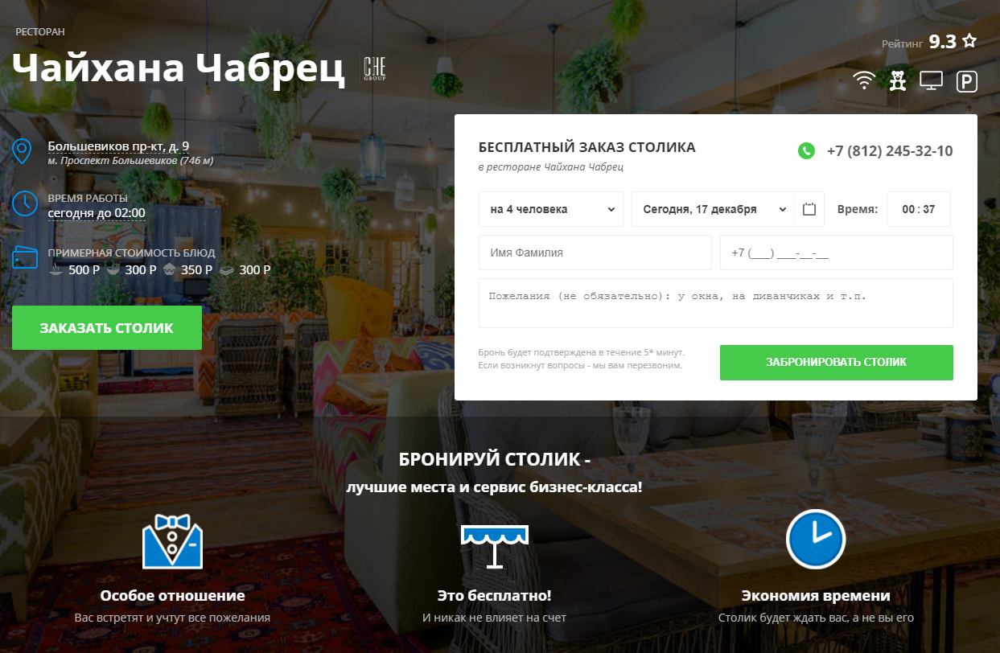 РЕСТОРАН
Чайхана Чабрец
CHE
GROUP
Рейтинг 9.3
P
Большевиков пр-кт, д. 9
м. Проспект Большевиков (746 м)
ВРЕМЯ РАБОТЫ
сегодня до 02:00
ПРИМЕРНАЯ СТОИМОСТЬ БЛЮД
500 Р 300 Р 350 Р 300 Р
ЗАКАЗАТЬ СТОЛИК
БЕСПЛАТНЫЙ ЗАКАЗ СТОЛИКА
в ресторане Чайхана Чабрец
+7 (812) 245-32-10
на 4 человека Сегодня, 17 декабря Время: 00 : 37
Имя Фамилия +7 (___) ___-__-__
Пожелания (не обязательно): у окна, на диванчиках и т.п.
Бронь будет подтверждена в течение 5* минут.
Если возникнут вопросы - мы вам перезвоним.
ЗАБРОНИРОВАТЬ СТОЛИК
БРОНИРУЙ СТОЛИК -
лучшие места и сервис бизнес-класса!
Особое отношение
Вас встретят и учтут все пожелания
Это бесплатно!
И никак не влияет на счет
Экономия времени
Столик будет ждать вас, а не вы его